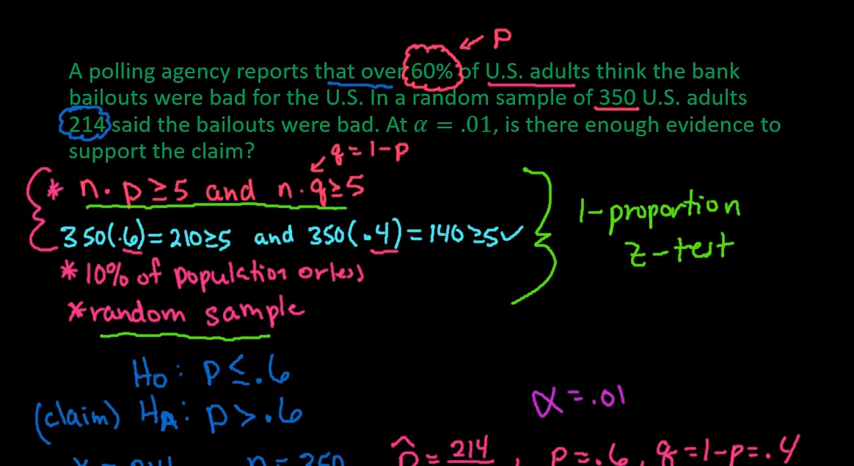 P
A polling agency reports that over 60% of U.S. adults think the bank
bailouts were bad for the U.S. In a random sample of 350 U.S. adults
214 said the bailouts were bad. At α = .01, is there enough evidence to
support the claim?
q = 1-p
* n · p ≥ 5 and n · q ≥ 5
350(.6) = 210 ≥ 5 and 350(.4) = 140 ≥ 5 ✓
* 10% of population or less
* random sample
1-proportion
z-test
Ho: P ≤ .6
(claim) HA: P > .6
α = .01
n = 350
p̂ = 214 , p = .6, q = 1-p = .4